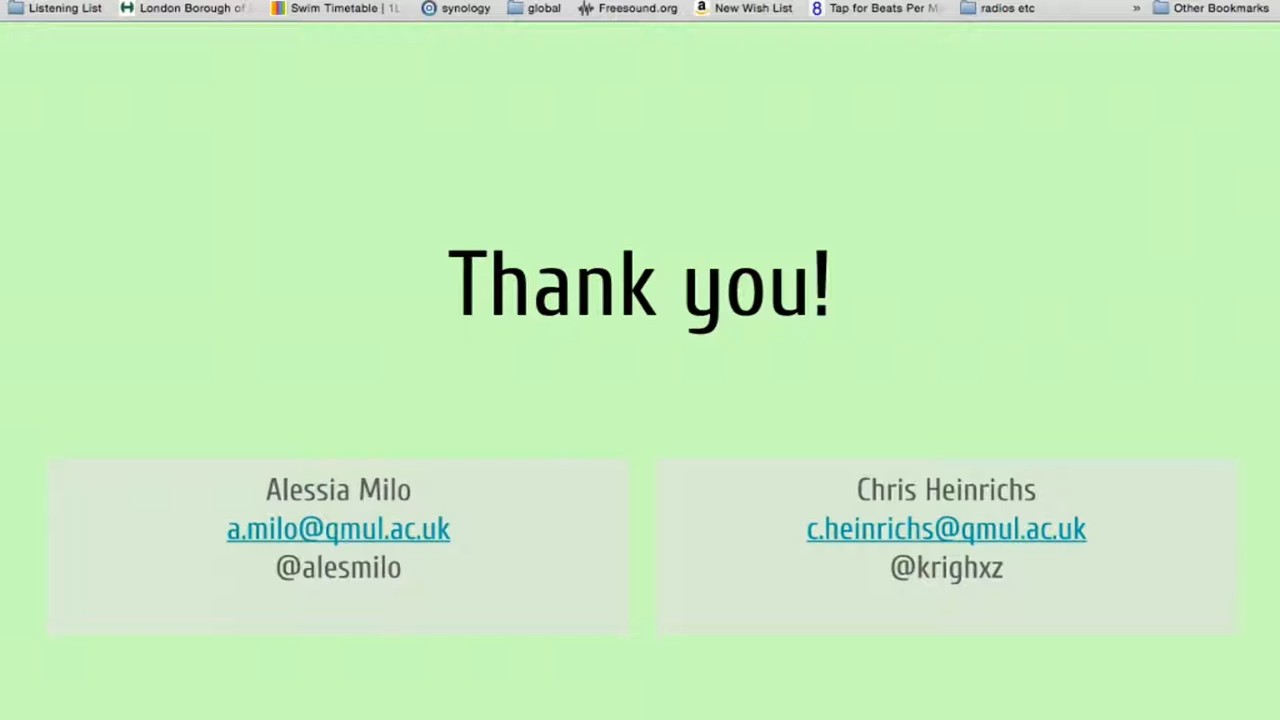 Listening List London Borough of Swim Timetable | 1L synology global Freesound.org New Wish List Tap for Beats Per M radios etc » Other Bookmarks
Thank you!
Alessia Milo
a.milo@qmul.ac.uk
@alesmilo
Chris Heinrichs
c.heinrichs@qmul.ac.uk
@krighxz